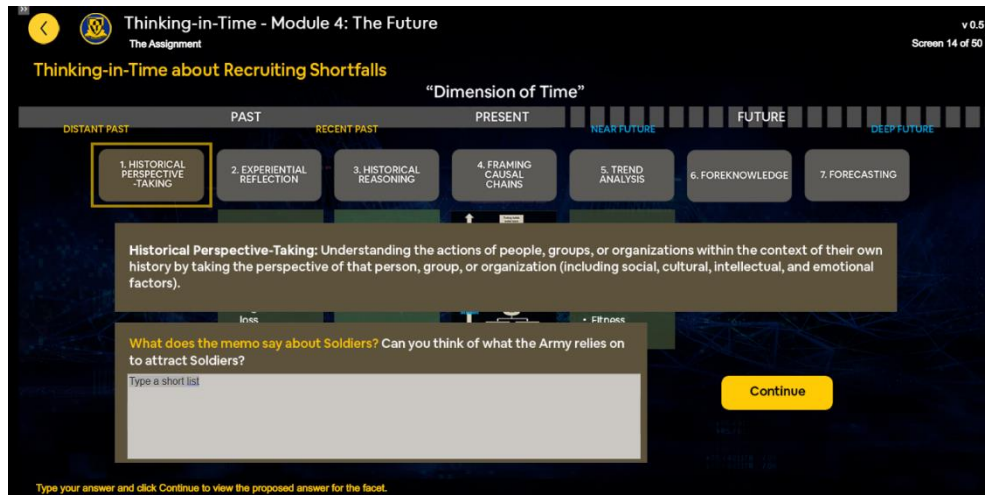 Thinking-in-Time - Module 4: The Future
v 0.5
The Assignment
Screen 14 of 50
Thinking-in-Time about Recruiting Shortfalls
“Dimension of Time”
PAST
PRESENT
FUTURE
DISTANT PAST
RECENT PAST
NEAR FUTURE
DEEP FUTURE
1. HISTORICAL
PERSPECTIVE
-TAKING
2. EXPERIENTIAL
REFLECTION
3. HISTORICAL
REASONING
4. FRAMING
CAUSAL
CHAINS
5. TREND
ANALYSIS
6. FOREKNOWLEDGE
7. FORECASTING
Historical Perspective-Taking: Understanding the actions of people, groups, or organizations within the context of their own
history by taking the perspective of that person, group, or organization (including social, cultural, intellectual, and emotional
factors).
loss
• Fitness
What does the memo say about Soldiers? Can you think of what the Army relies on
to attract Soldiers?
Type a short list
Continue
Type your answer and click Continue to view the proposed answer for the facet.